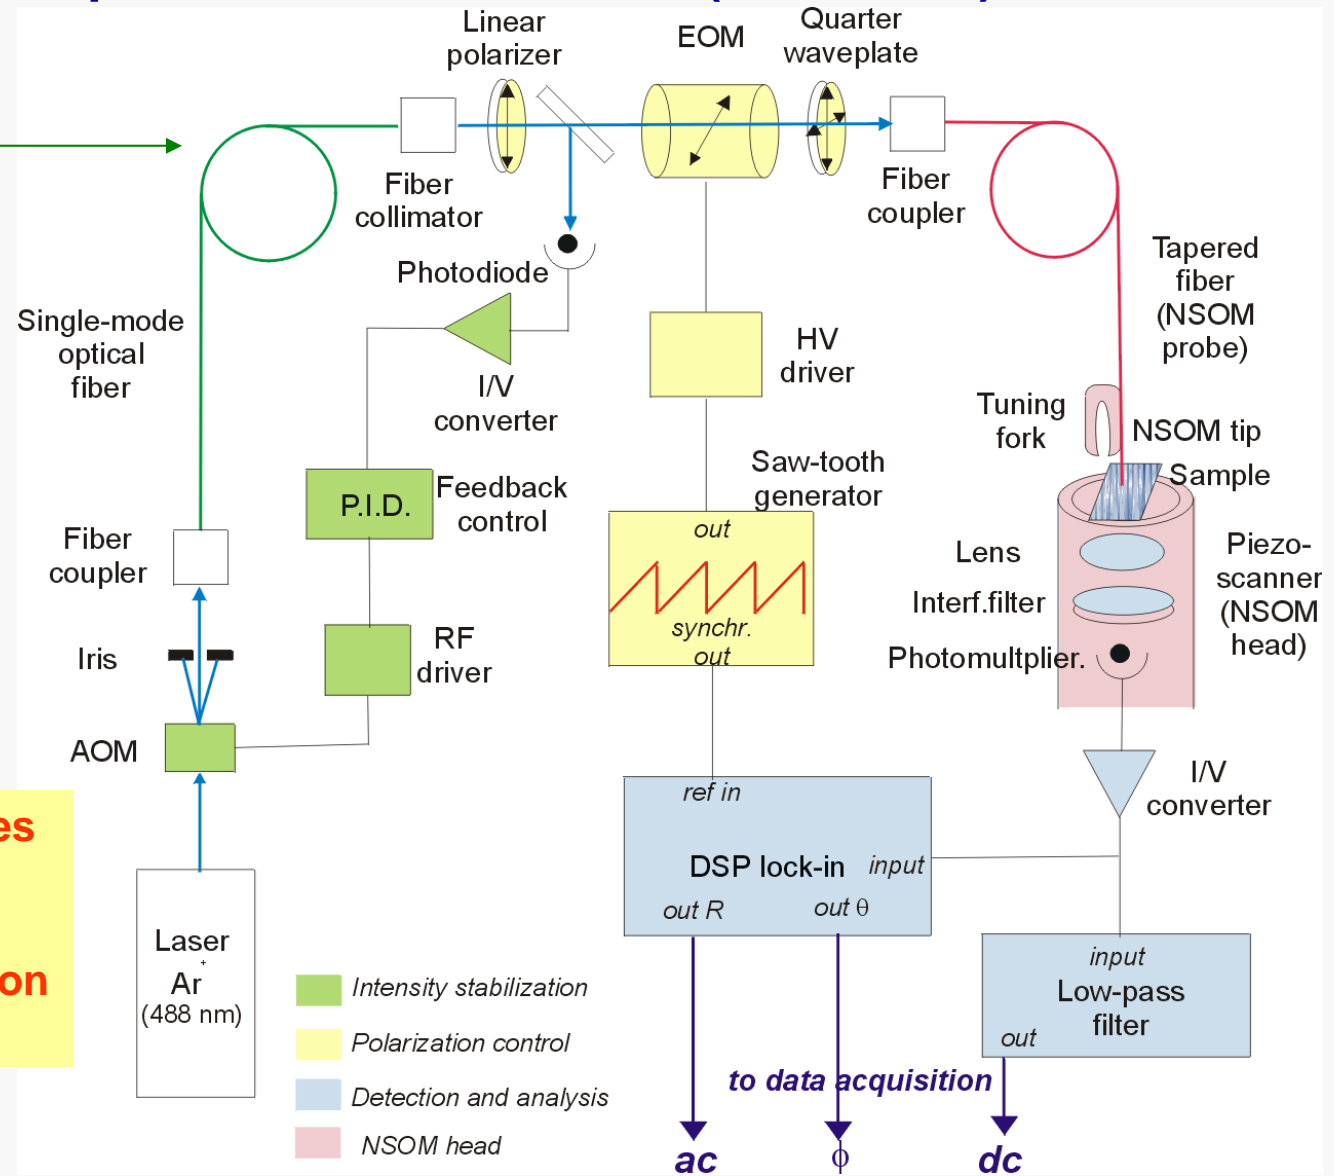 Linear
polarizer
EOM
Quarter
waveplate
Fiber
collimator
Fiber
coupler
Photodiode
Tapered
fiber
(NSOM
probe)
Single-mode
optical
fiber
I/V
converter
HV
driver
Tuning
fork
NSOM tip
Sample
P.I.D.
Feedback
control
Saw-tooth
generator
out
synchr.
out
Fiber
coupler
Lens
Interf.filter
Photomultplier.
Piezo-
scanner
(NSOM
head)
Iris
RF
driver
AOM
ref in
DSP lock-in
input
out R
out θ
I/V
converter
es
on
Laser
Ar+
(488 nm)
input
Low-pass
filter
out
Intensity stabilization
Polarization control
Detection and analysis
NSOM head
to data acquisition
ac
ϕ
dc